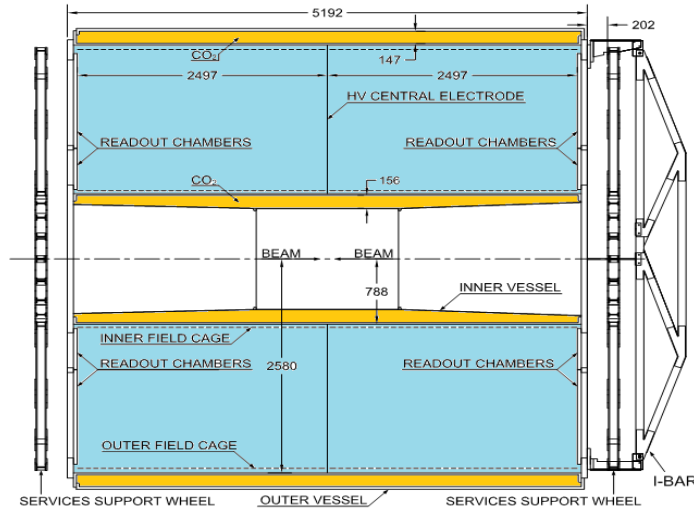 5192
202
CO2
147
2497
2497
HV CENTRAL ELECTRODE
READOUT CHAMBERS
READOUT CHAMBERS
CO2
156
BEAM
BEAM
788
INNER VESSEL
INNER FIELD CAGE
READOUT CHAMBERS
2580
READOUT CHAMBERS
OUTER FIELD CAGE
I-BAR
SERVICES SUPPORT WHEEL
OUTER VESSEL
SERVICES SUPPORT WHEEL